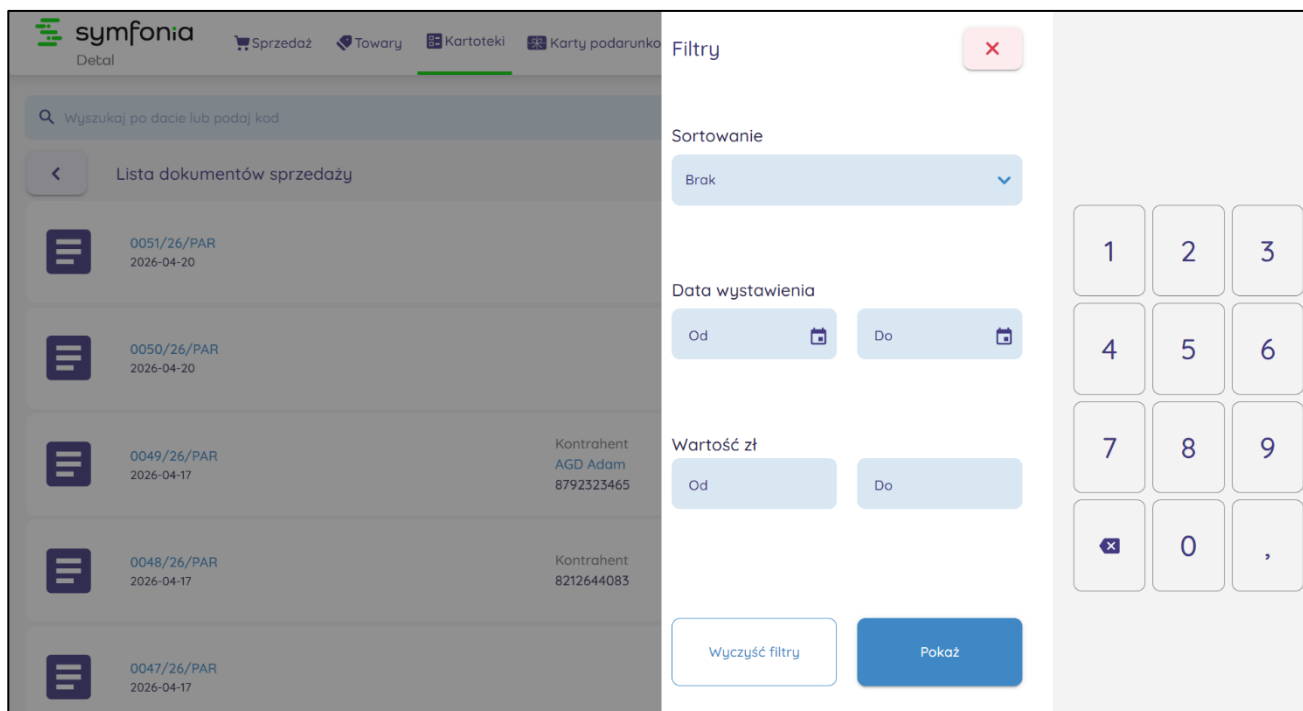 symfonia
Detal
Sprzedaż
Towary
Kartoteki
Karty podarunko
Wyszukaj po dacie lub podaj kod
Lista dokumentów sprzedaży
0051/26/PAR
2026-04-20
0050/26/PAR
2026-04-20
0049/26/PAR
2026-04-17
Kontrahent
AGD Adam
8792323465
0048/26/PAR
2026-04-17
Kontrahent
8212644083
0047/26/PAR
2026-04-17
Filtry
Sortowanie
Brak
Data wystawienia
Od
Do
Wartość zł
Od
Do
Wyczyść filtry
Pokaż
1 2 3
4 5 6
7 8 9
0 ,